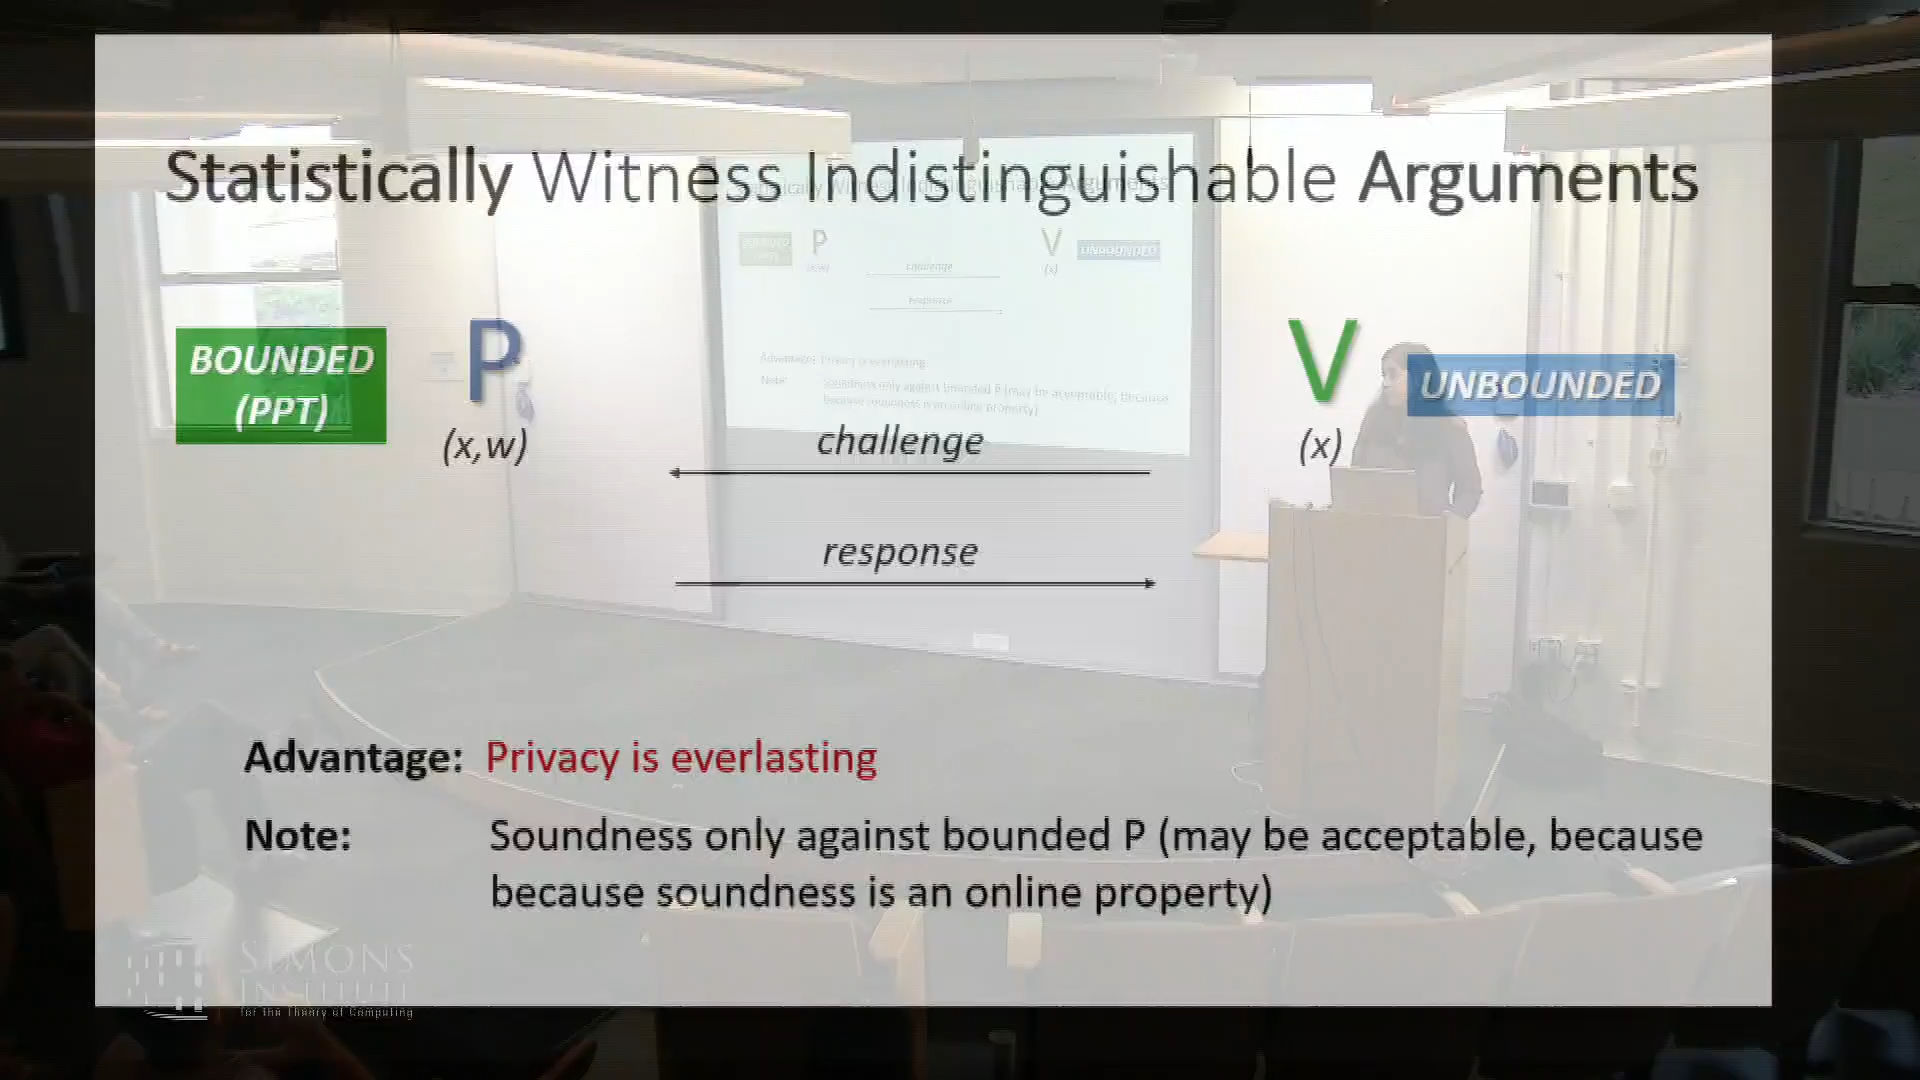 Statistically Witness Indistinguishable Arguments
BOUNDED
(PPT)
P
(x,w)
V
(x)
UNBOUNDED
challenge
response
Advantage: Privacy is everlasting
Note: Soundness only against bounded P (may be acceptable, because
because soundness is an online property)
SIMONS
INSTITUTE
for the Theory of Computing